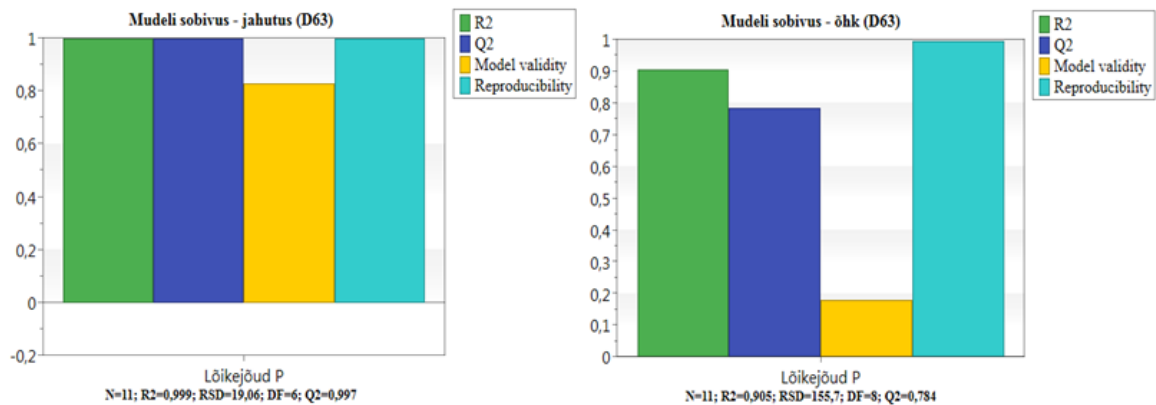 Mudeli sobivus - jahutus (D63)
1
0,8
0,6
0,4
0,2
0
-0,2
Lõikejõud P
N=11; R2=0,999; RSD=19,06; DF=6; Q2=0,997
R2
Q2
Model validity
Reproducibility
Mudeli sobivus - õhk (D63)
1
0,9
0,8
0,7
0,6
0,5
0,4
0,3
0,2
0,1
0
Lõikejõud P
N=11; R2=0,905; RSD=155,7; DF=8; Q2=0,784
R2
Q2
Model validity
Reproducibility